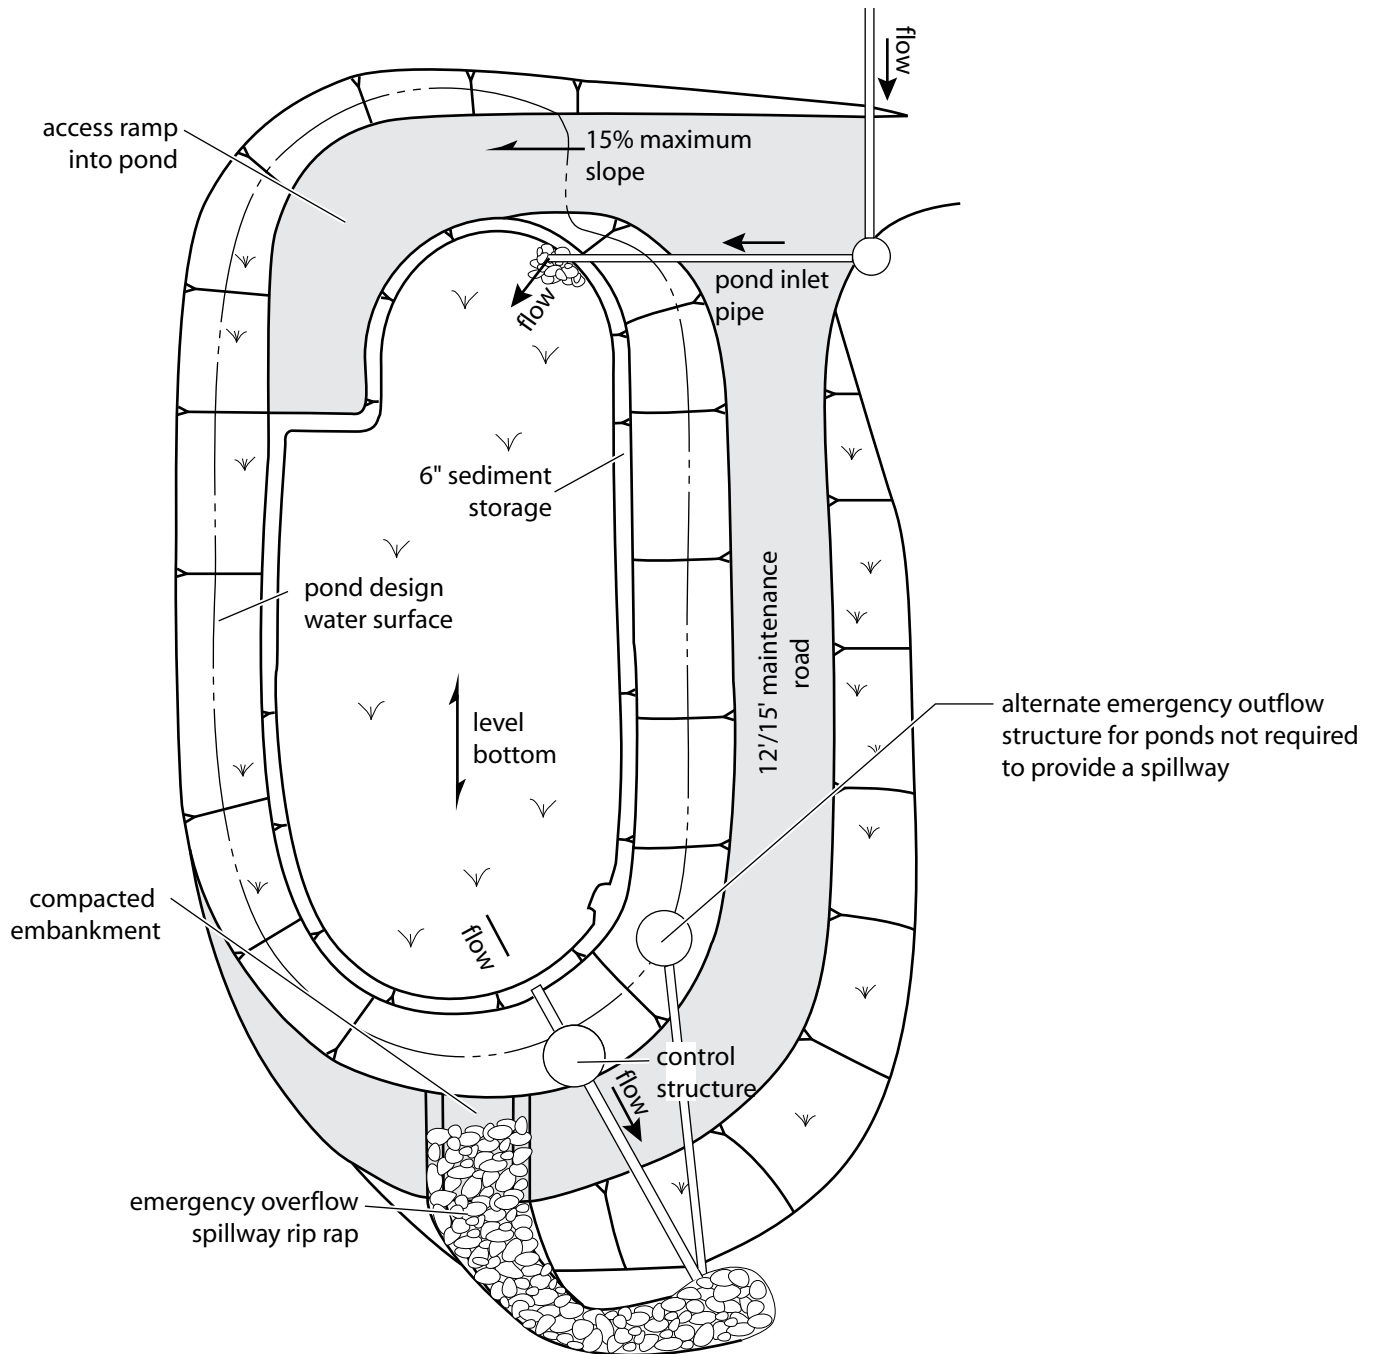 flow
access ramp
into pond
15% maximum
slope
pond inlet
pipe
flow
6" sediment
storage
pond design
water surface
12'/15' maintenance
road
level
bottom
alternate emergency outflow
structure for ponds not required
to provide a spillway
compacted
embankment
flow
control
structure
flow
emergency overflow
spillway rip rap